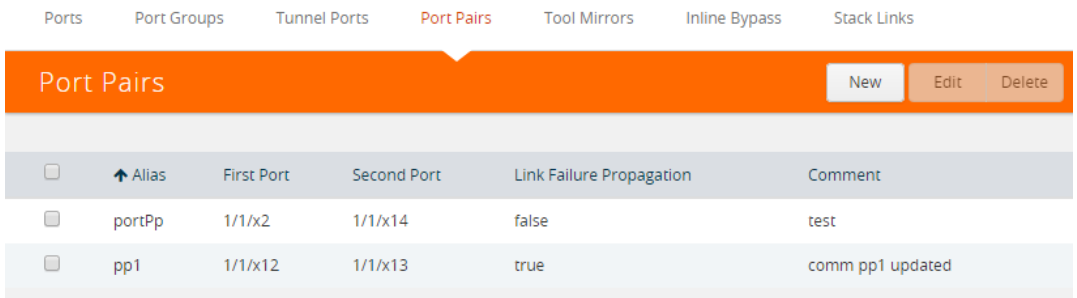 Ports Port Groups Tunnel Ports Port Pairs Tool Mirrors Inline Bypass Stack Links
Port Pairs New Edit Delete
Alias First Port Second Port Link Failure Propagation Comment
portPp 1/1/x2 1/1/x14 false test
pp1 1/1/x12 1/1/x13 true comm pp1 updated